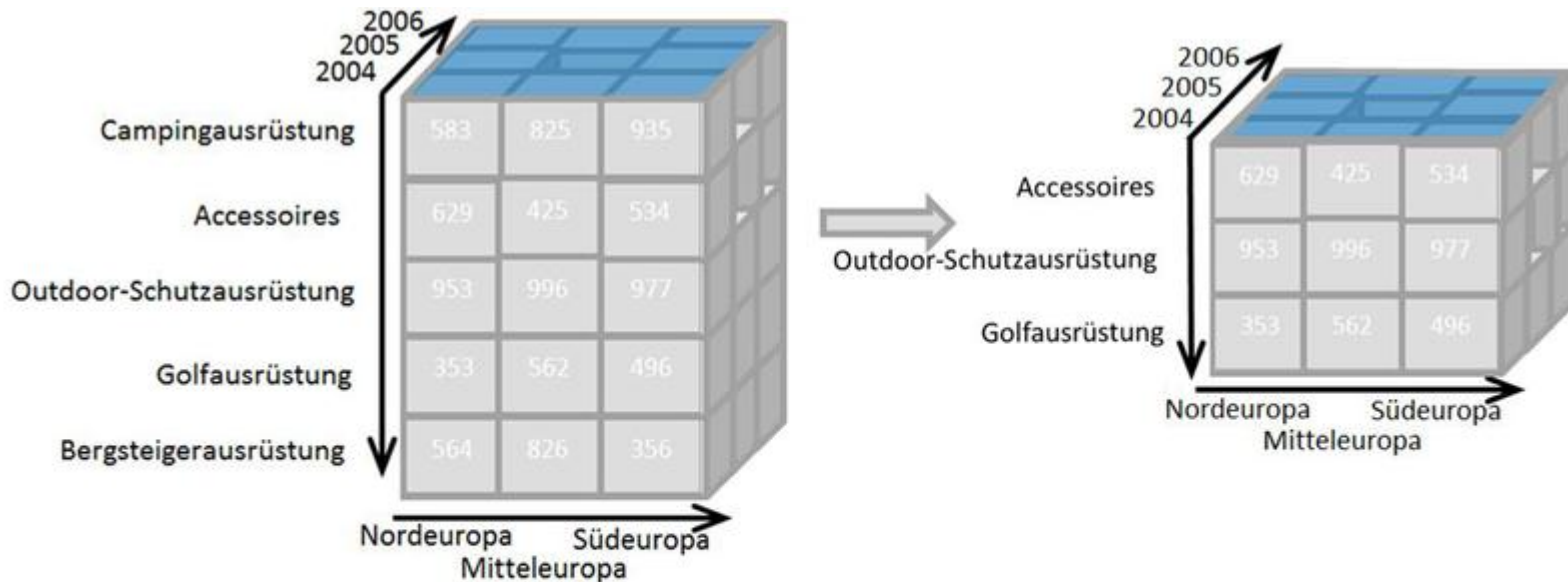 2006
2005
2004
Campingausrüstung
583 825 935
Accessoires
629 425 534
Outdoor-Schutzausrüstung
953 996 977
Golfausrüstung
353 562 496
Bergsteigerausrüstung
564 826 356
Nordeuropa
Südeuropa
Mitteleuropa
2006
2005
2004
Accessoires
629 425 534
Outdoor-Schutzausrüstung
953 996 977
Golfausrüstung
353 562 496
Nordeuropa
Südeuropa
Mitteleuropa